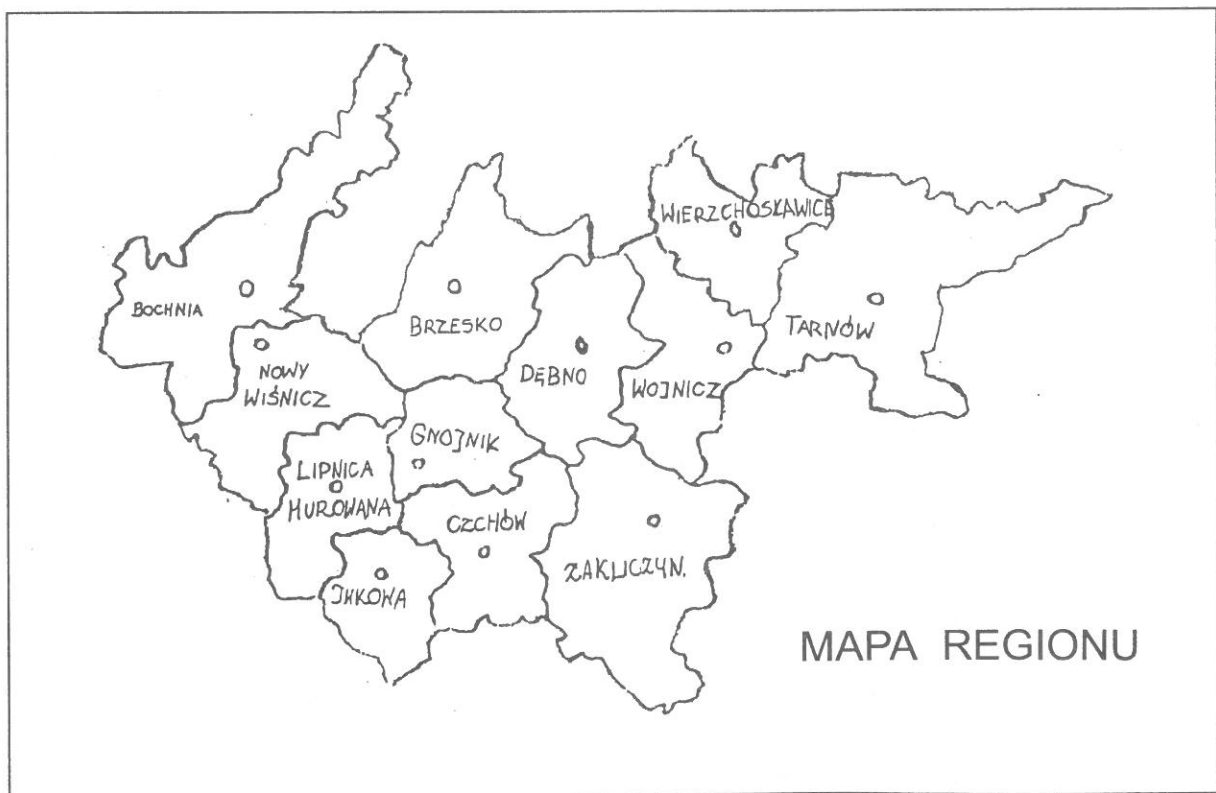 WIERZCHOSŁAWICE
BOCHNIA
BRZESKO
TARNÓW
NOWY
WIŚNICZ
DĘBNO
WOJNICZ
GNOJNIK
LIPNICA
MUROWANA
CZCHÓW
ZAKLICZYN.
IWKOWA
MAPA REGIONU